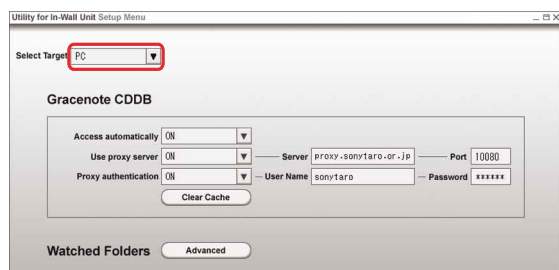 Utility for In-Wall Unit Setup Menu
Select Target PC
Gracenote CDDB
Access automatically ON
Use proxy server ON Server proxy.sonytaro.or.jp Port 10080
Proxy authentication ON User Name sonytaro Password ******
Clear Cache
Watched Folders Advanced